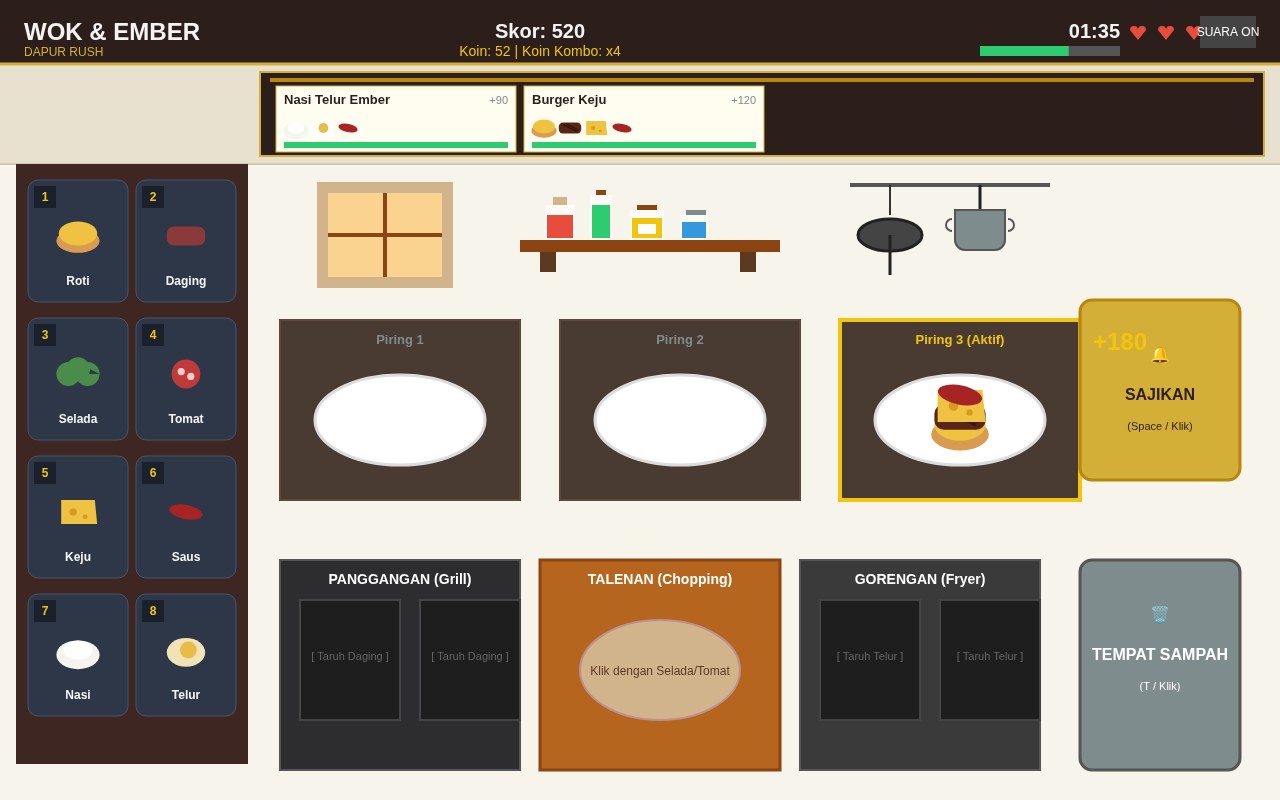 WOK & EMBER
DAPUR RUSH
Skor: 520
Koin: 52 | Koin Kombo: x4
01:35
SUARA ON
Nasi Telur Ember +90
Burger Keju +120
1
Roti
2
Daging
3
Selada
4
Tomat
5
Keju
6
Saus
7
Nasi
8
Telur
Piring 1
Piring 2
Piring 3 (Aktif)
+180
SAJIKAN
(Space / Klik)
PANGGANGAN (Grill)
[ Taruh Daging ]
[ Taruh Daging ]
TALENAN (Chopping)
Klik dengan Selada/Tomat
GORENGAN (Fryer)
[ Taruh Telur ]
[ Taruh Telur ]
TEMPAT SAMPAH
(T / Klik)